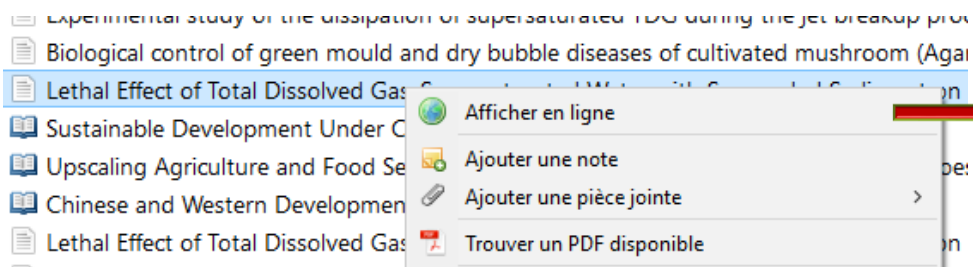 Experimental study of the dissipation of supersaturated TDG during the jet breakup
Biological control of green mould and dry bubble diseases of cultivated mushroom (Agar
Lethal Effect of Total Dissolved Gas
Afficher en ligne
Sustainable Development Under C
Ajouter une note
Upscaling Agriculture and Food Se
Ajouter une pièce jointe
Chinese and Western Developmen
Lethal Effect of Total Dissolved Gas
Trouver un PDF disponible